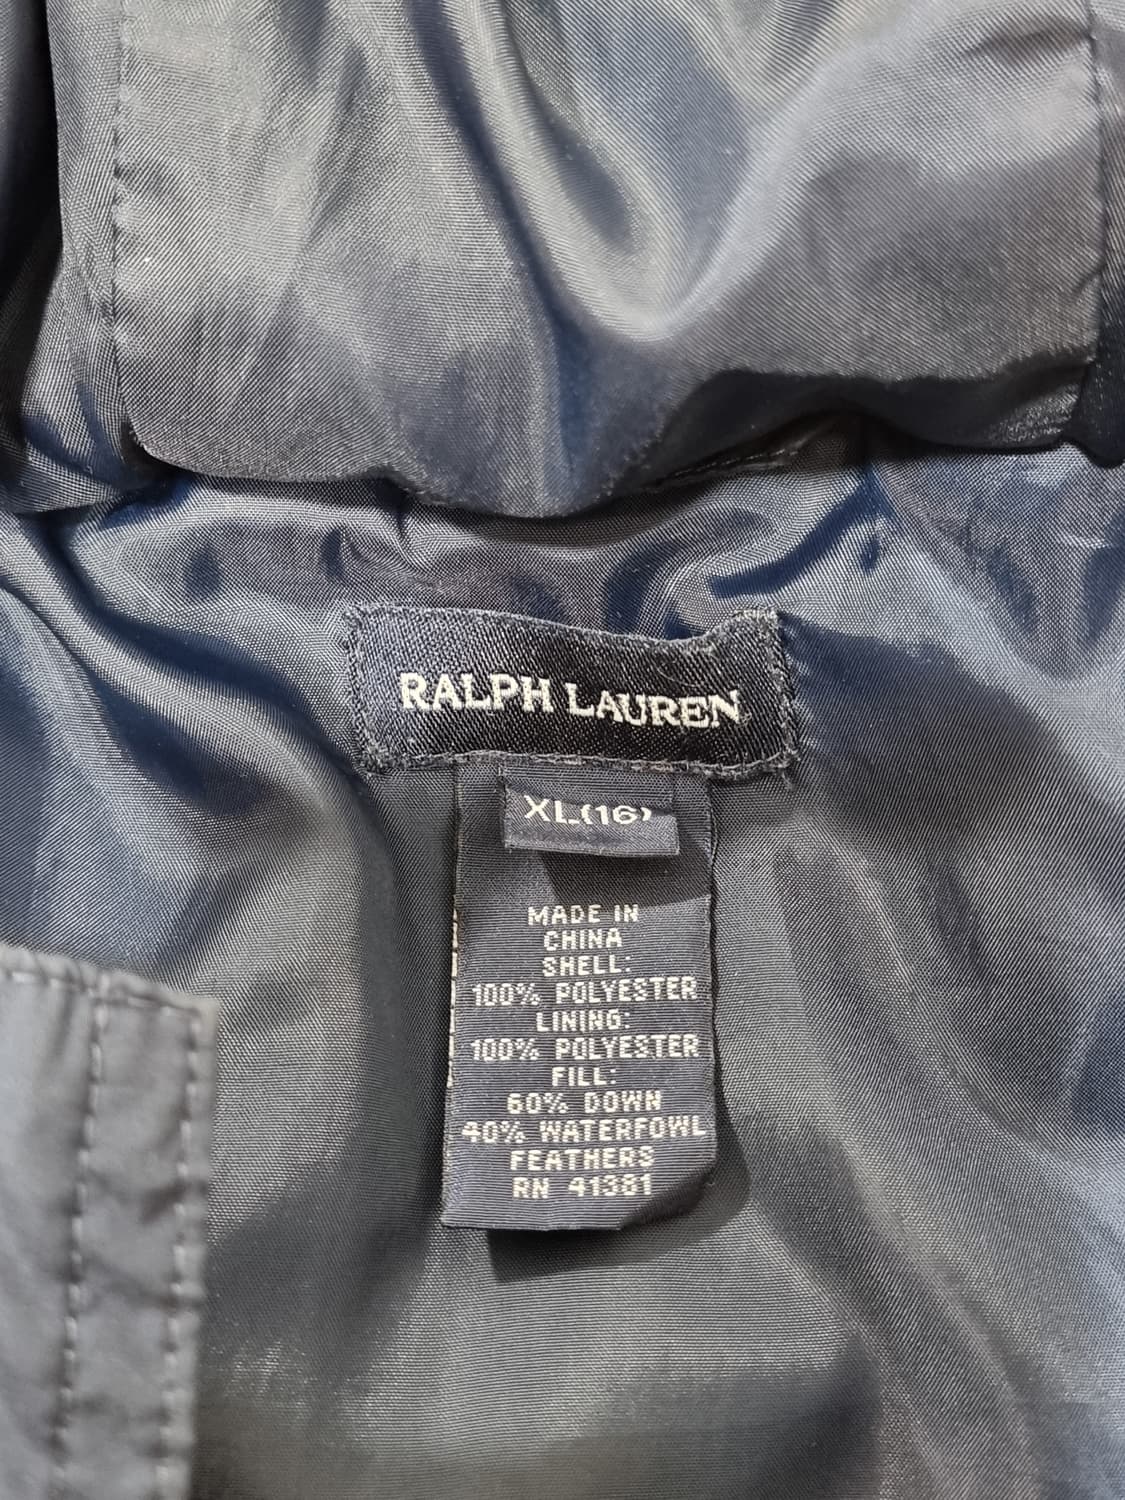 RALPH LAUREN
XL(16)
MADE IN
CHINA
SHELL:
100% POLYESTER
LINING:
100% POLYESTER
FILL:
60% DOWN
40% WATERFOWL
FEATHERS
RN 41381